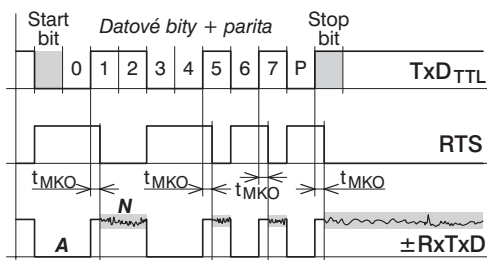 Start bit
Datové bity + parita
Stop bit
0 1 2 3 4 5 6 7 P
TxD TTL
RTS
tMKO tMKO tMKO tMKO
N
A
±RxTxD